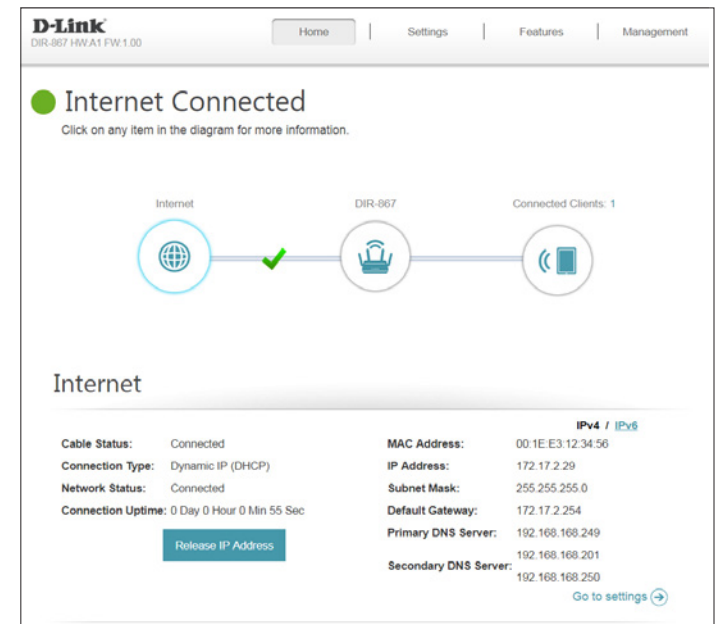 D-Link
DIR-867 HW:A1 FW:1.00
Home | Settings | Features | Management
Internet Connected
Click on any item in the diagram for more information.
Internet
DIR-867
Connected Clients: 1
Internet
IPv4 / IPv6
Cable Status: Connected
Connection Type: Dynamic IP (DHCP)
Network Status: Connected
Connection Uptime: 0 Day 0 Hour 0 Min 55 Sec
Release IP Address
MAC Address: 00:1E:E3:12:34:56
IP Address: 172.17.2.29
Subnet Mask: 255.255.255.0
Default Gateway: 172.17.2.254
Primary DNS Server: 192.168.168.249
192.168.168.201
Secondary DNS Server:
192.168.168.250
Go to settings